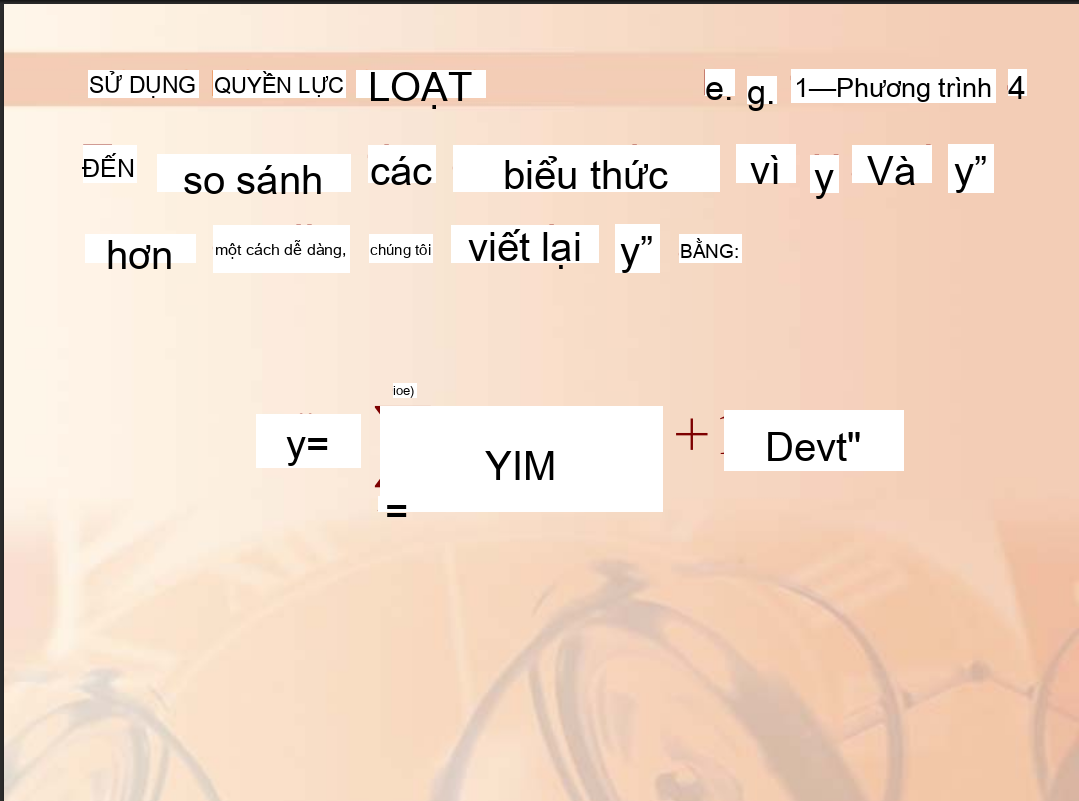 SỬ DỤNG QUYỀN LỰC LOẠT e. g. 1—Phương trình 4
ĐẾN so sánh các biểu thức vì y Và y”
hơn một cách dễ dàng, chúng tôi viết lại y” BẰNG:
ioe)
y= YIM + Devt"
=